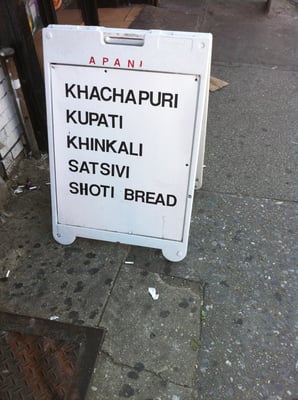 APANI
KHACHAPURI
KUPATI
KHINKALI
SATSIVI
SHOTI BREAD